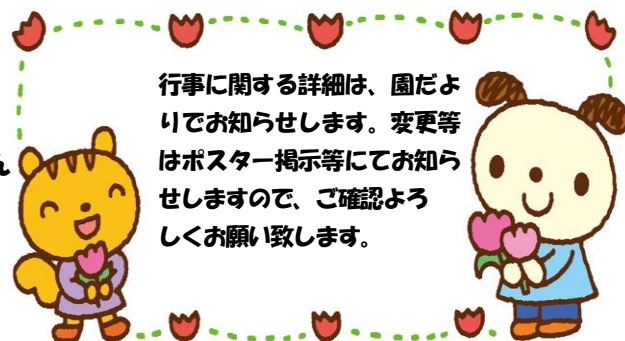 行事に関する詳細は、園だよ
りでお知らせします。変更等
はポスター掲示等にてお知ら
せしますので、ご確認よろ
しくお願い致します。
ん